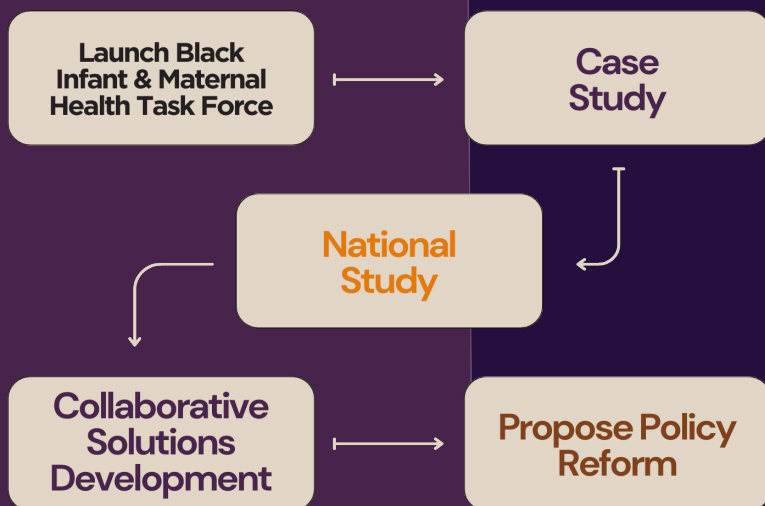 Launch Black
Infant & Maternal
Health Task Force
Case
Study
National
Study
Collaborative
Solutions
Development
Propose Policy
Reform